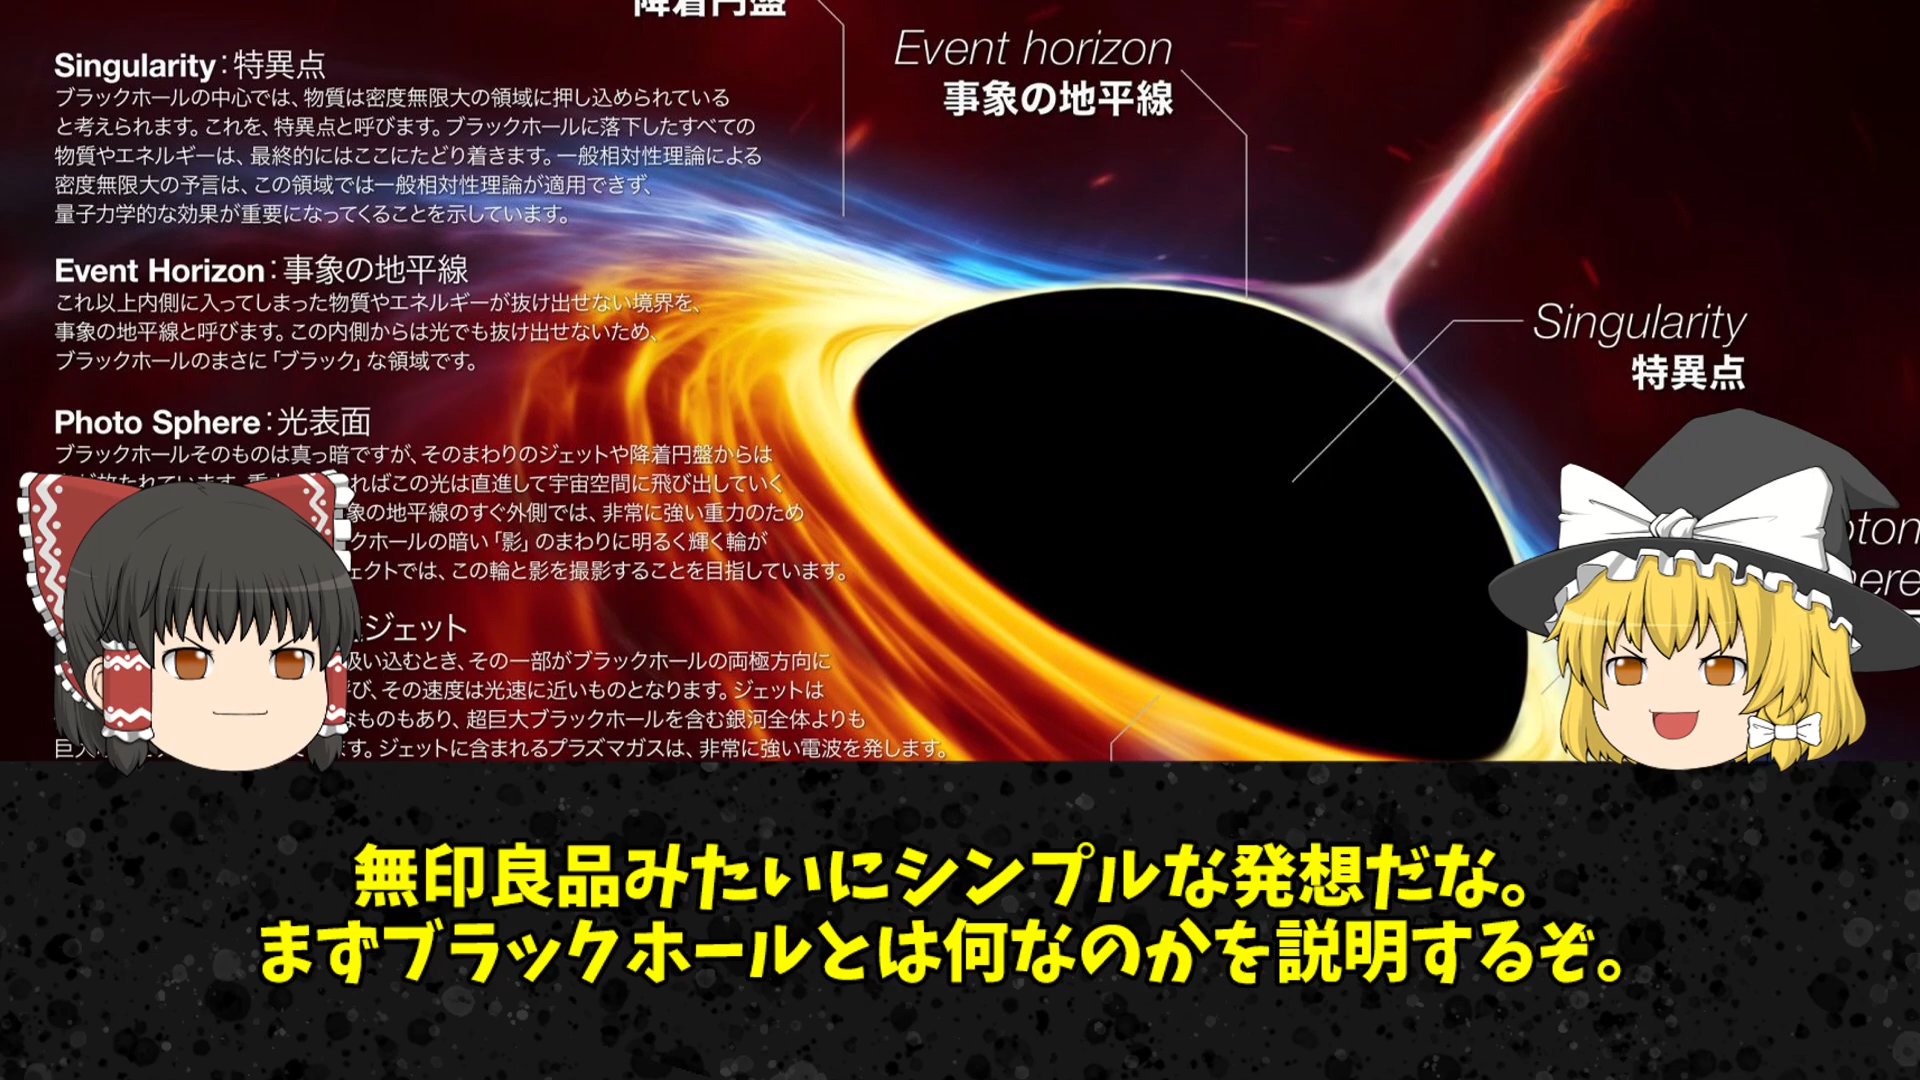 降着円盤
Event horizon
事象の地平線
Singularity：特異点
ブラックホールの中心では、物質は密度無限大の領域に押し込められている
と考えられます。これを、特異点と呼びます。ブラックホールに落下したすべての
物質やエネルギーは、最終的にはここにたどり着きます。一般相対性理論による
密度無限大の予言は、この領域では一般相対性理論が適用できず、
量子力学的な効果が重要になってくることを示しています。
Event Horizon：事象の地平線
これ以上内側に入ってしまった物質やエネルギーが抜け出せない境界を、
事象の地平線と呼びます。この内側からは光でも抜け出せないため、
ブラックホールのまさに「ブラック」な領域です。
Singularity
特異点
Photo Sphere：光表面
ブラックホールそのものは真っ暗ですが、そのまわりのジェットや降着円盤からは
ればこの光は直進して宇宙空間に飛び出していく
象の地平線のすぐ外側では、非常に強い重力のため
クホールの暗い「影」のまわりに明るく輝く輪が
ェクトでは、この輪と影を撮影することを目指しています。
ジェット
吸い込むとき、その一部がブラックホールの両極方向に
び、その速度は光速に近いものとなります。ジェットは
なものもあり、超巨大ブラックホールを含む銀河全体よりも
す。ジェットに含まれるプラズマガスは、非常に強い電波を発します。
無印良品みたいにシンプルな発想だな。
まずブラックホールとは何なのかを説明するぞ。